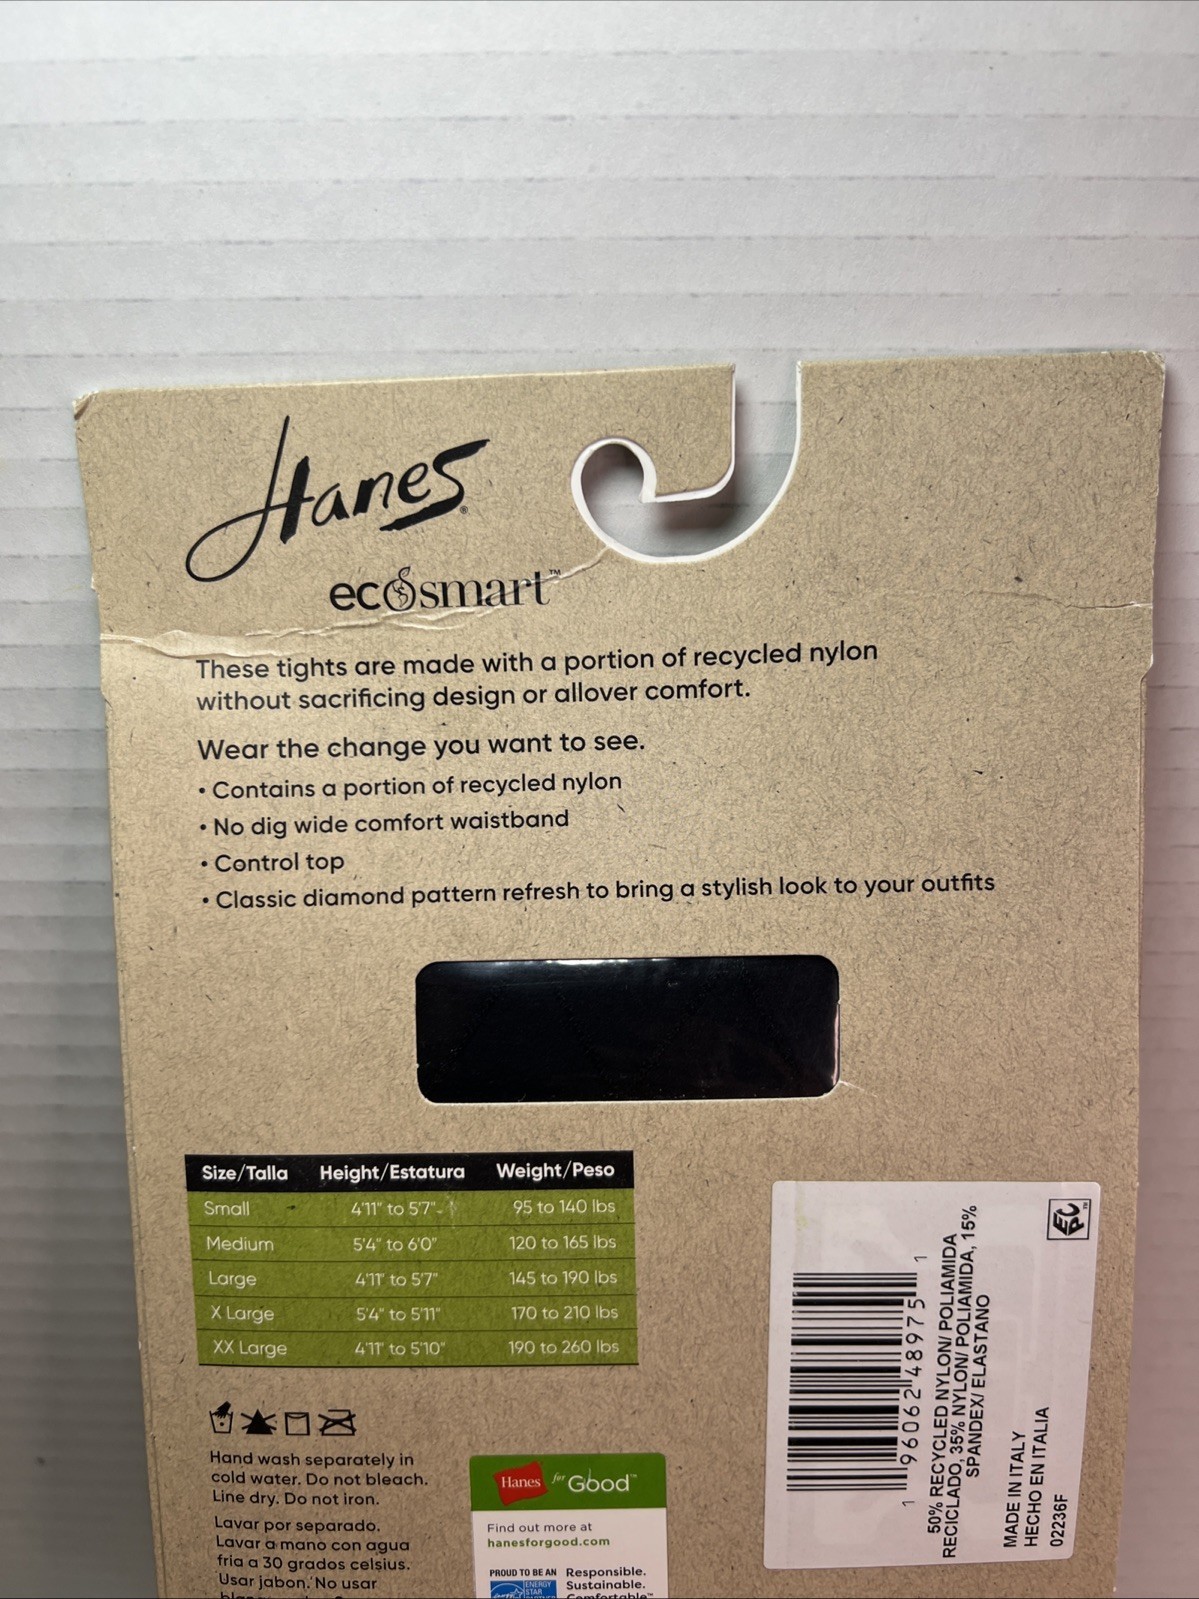 Hanes®
ecosmart™
These tights are made with a portion of recycled nylon
without sacrificing design or allover comfort.
Wear the change you want to see.
• Contains a portion of recycled nylon
• No dig wide comfort waistband
• Control top
• Classic diamond pattern refresh to bring a stylish look to your outfits
Size/Talla Height/Estatura Weight/Peso
Small 4'11" to 5'7" 95 to 140 lbs
Medium 5'4" to 6'0" 120 to 165 lbs
Large 4'11" to 5'7" 145 to 190 lbs
X Large 5'4" to 5'11" 170 to 210 lbs
XX Large 4'11" to 5'10" 190 to 260 lbs
Hand wash separately in
cold water. Do not bleach.
Line dry. Do not iron.
Lavar por separado.
Lavar a mano con agua
fria a 30 grados celsius.
Usar jabon. No usar
Hanes for Good™
Find out more at
hanesforgood.com
PROUD TO BE AN
ENERGY
STAR
Responsible.
Sustainable.
Comfortable™
1 96062 48975 1
50% RECYCLED NYLON/ POLIAMIDA
RECICLADO, 35% NYLON/ POLIAMIDA, 15%
SPANDEX/ ELASTANO
MADE IN ITALY
HECHO EN ITALIA
02236F
EPC™